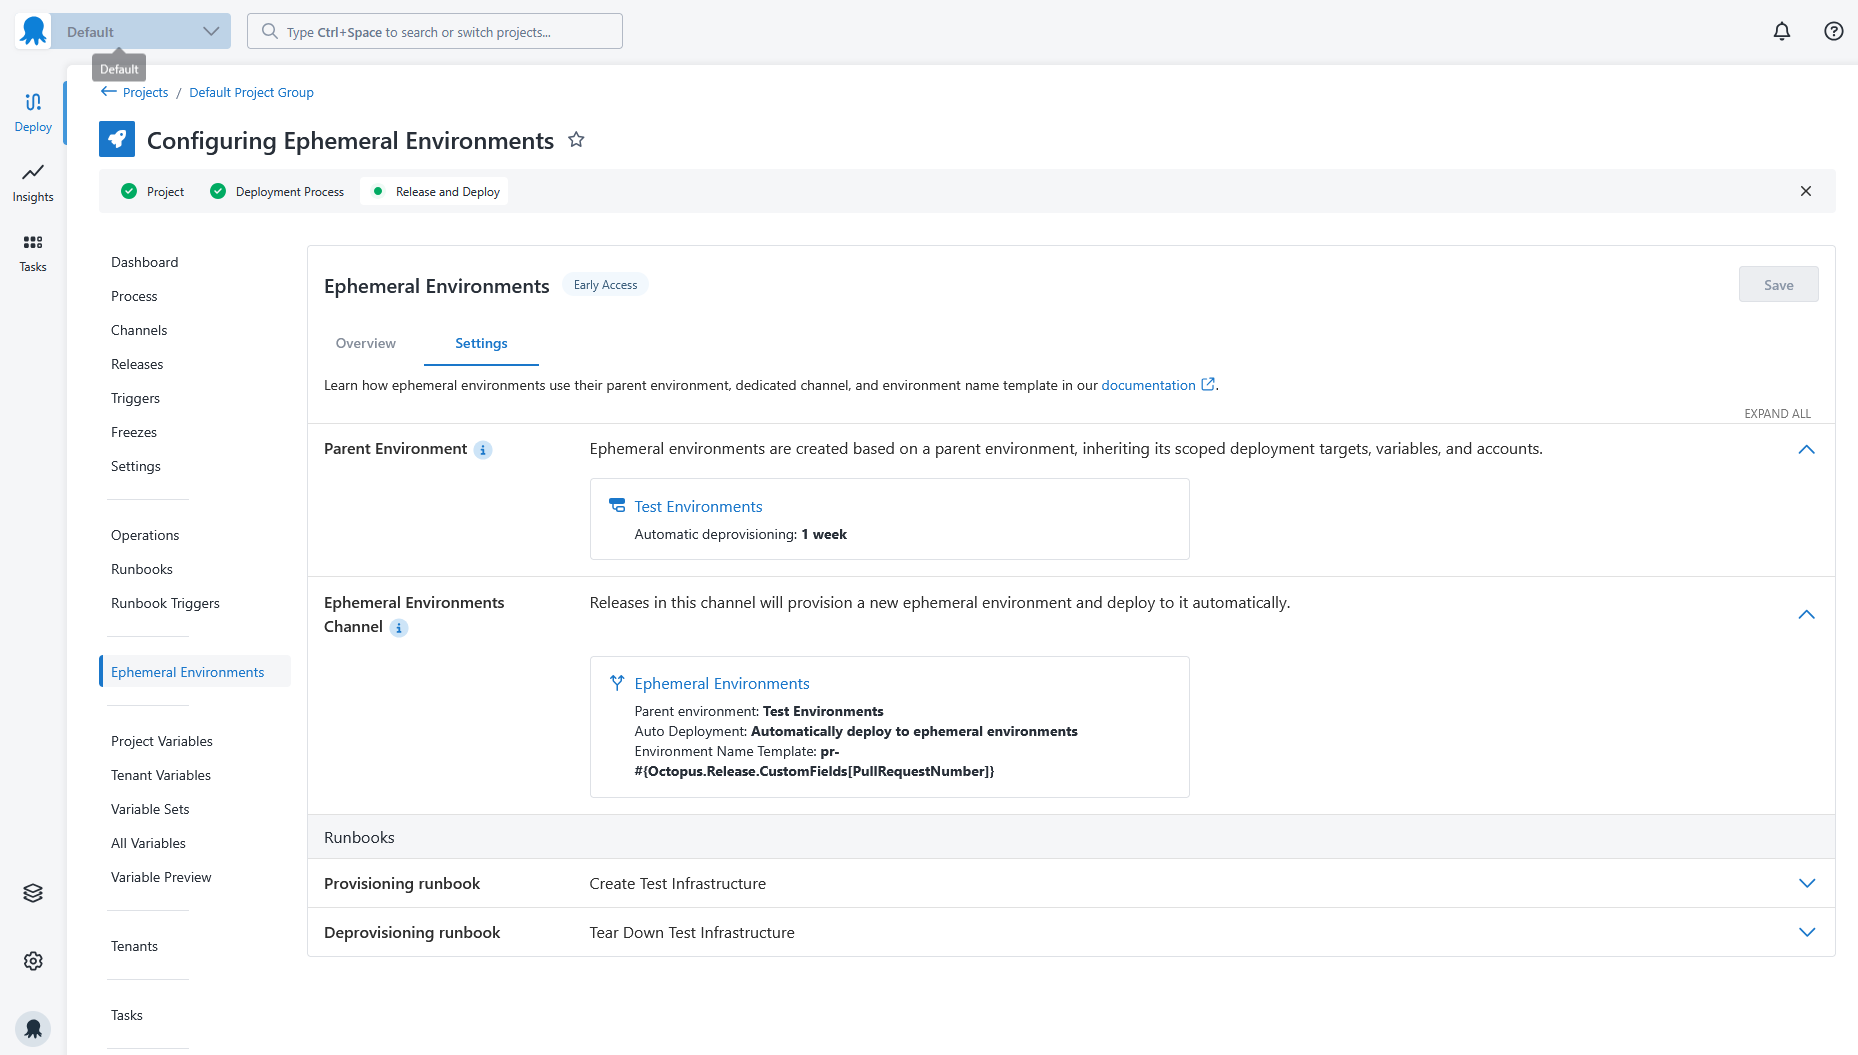 Default
Type Ctrl+Space to search or switch projects...
Default
Deploy
Insights
Tasks
Projects / Default Project Group
Configuring Ephemeral Environments
Project
Deployment Process
Release and Deploy
Dashboard
Process
Channels
Releases
Triggers
Freezes
Settings
Operations
Runbooks
Runbook Triggers
Ephemeral Environments
Project Variables
Tenant Variables
Variable Sets
All Variables
Variable Preview
Tenants
Tasks
Ephemeral Environments
Early Access
Save
Overview
Settings
Learn how ephemeral environments use their parent environment, dedicated channel, and environment name template in our documentation.
EXPAND ALL
Parent Environment
Ephemeral environments are created based on a parent environment, inheriting its scoped deployment targets, variables, and accounts.
Test Environments
Automatic deprovisioning: 1 week
Ephemeral Environments
Channel
Releases in this channel will provision a new ephemeral environment and deploy to it automatically.
Ephemeral Environments
Parent environment: Test Environments
Auto Deployment: Automatically deploy to ephemeral environments
Environment Name Template: pr-
#{Octopus.Release.CustomFields[PullRequestNumber]}
Runbooks
Provisioning runbook
Create Test Infrastructure
Deprovisioning runbook
Tear Down Test Infrastructure